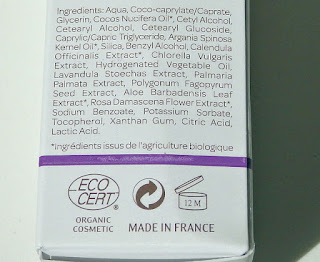 Ingredients: Aqua, Coco-caprylate/Caprate,
Glycerin, Cocos Nucifera Oil*, Cetyl Alcohol,
Cetearyl Alcohol, Cetearyl Glucoside,
Caprylic/Capric Triglyceride, Argania Spinosa
Kernel Oil*, Silica, Benzyl Alcohol, Calendula
Officinalis Extract*, Chlorella Vulgaris
Extract, Hydrogenated Vegetable Oil,
Lavandula Stoechas Extract, Palmaria
Palmata Extract, Polygonum Fagopyrum
Seed Extract, Aloe Barbadensis Leaf
Extract*, Rosa Damascena Flower Extract*,
Sodium Benzoate, Potassium Sorbate,
Tocopherol, Xanthan Gum, Citric Acid,
Lactic Acid.
*Ingrédients issus de l'agriculture biologique
ECO
CERT®
12 M
ORGANIC
COSMETIC
MADE IN FRANCE